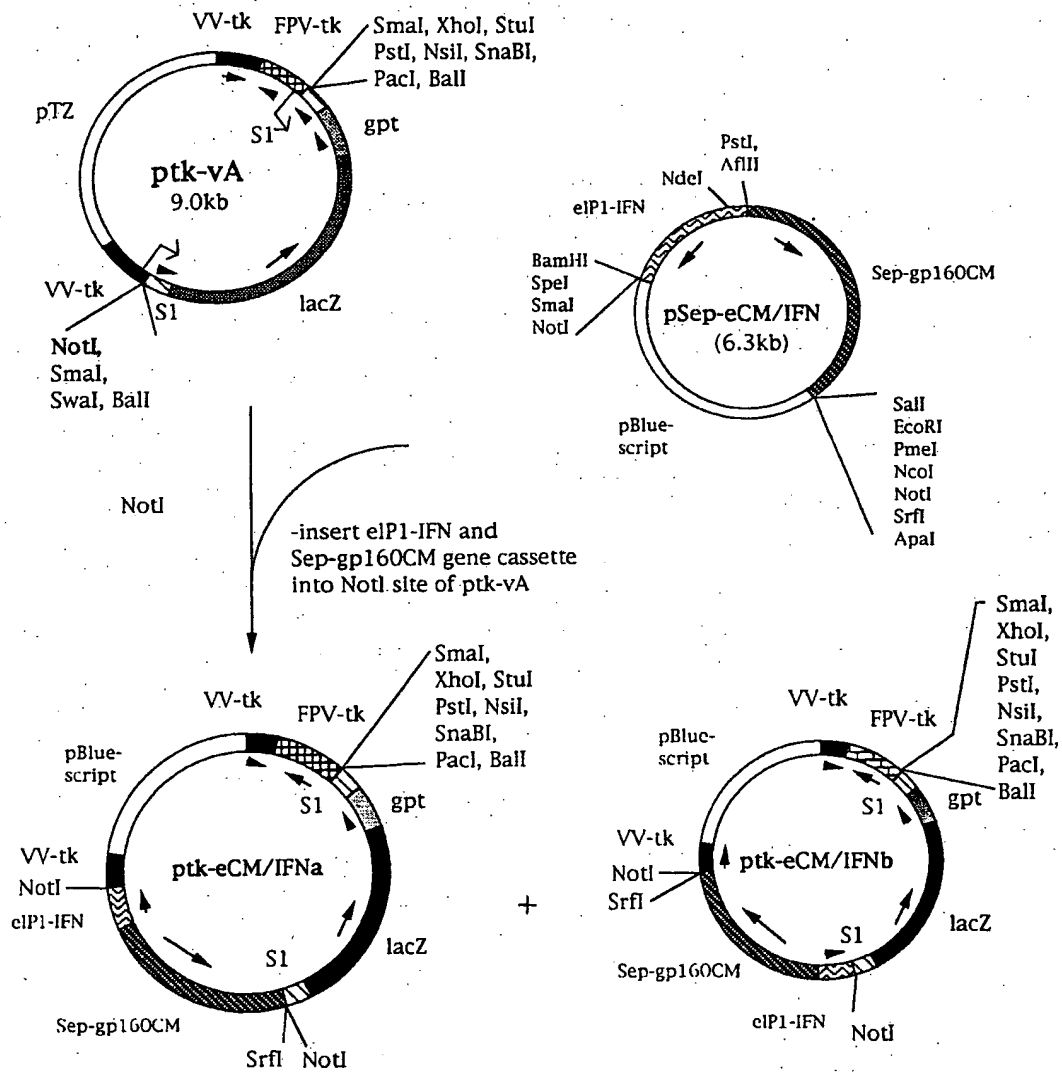 VV-tk
FPV-tk
SmaI, XhoI, StuI
PstI, NsiI, SnaBI,
PacI, BalI
pTZ
S1
gpt
ptk-vA
9.0kb
VV-tk
S1
lacZ
NotI,
SmaI,
SwaI, BalI
PstI,
AflII
NdeI
eIP1-IFN
BamHI
SpeI
SmaI
NotI
Sep-gp160CM
pSep-eCM/IFN
(6.3kb)
pBlue-
script
SalI
EcoRI
PmeI
NcoI
NotI
SrfI
ApaI
NotI
-insert eIP1-IFN and
Sep-gp160CM gene cassette
into NotI site of ptk-vA
SmaI,
XhoI, StuI
PstI, NsiI,
SnaBI,
PacI, BalI
VV-tk
FPV-tk
pBlue-
script
S1
gpt
VV-tk
NotI
eIP1-IFN
ptk-eCM/IFNa
S1
lacZ
Sep-gp160CM
SrfI
NotI
+
SmaI,
XhoI,
StuI
PstI,
NsiI,
SnaBI,
PacI,
BalI
VV-tk
FPV-tk
pBlue-
script
S1
gpt
VV-tk
NotI
SrfI
ptk-eCM/IFNb
S1
lacZ
Sep-gp160CM
eIP1-IFN
NotI